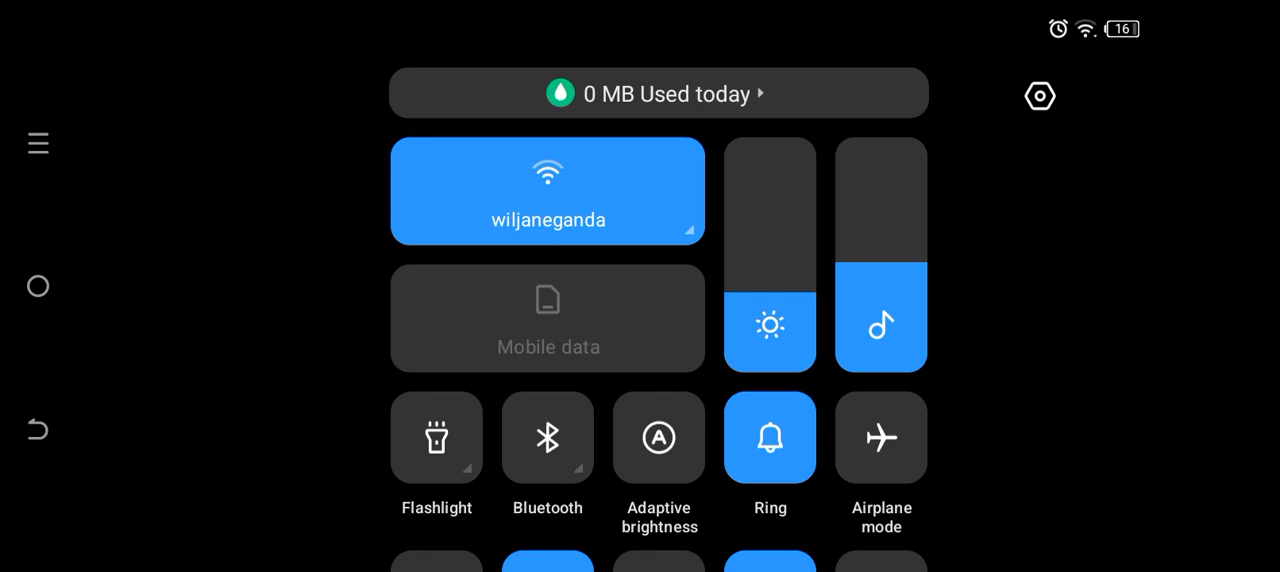 16
0 MB Used today
wiljaneganda
Mobile data
Flashlight
Bluetooth
Adaptive
brightness
Ring
Airplane
mode